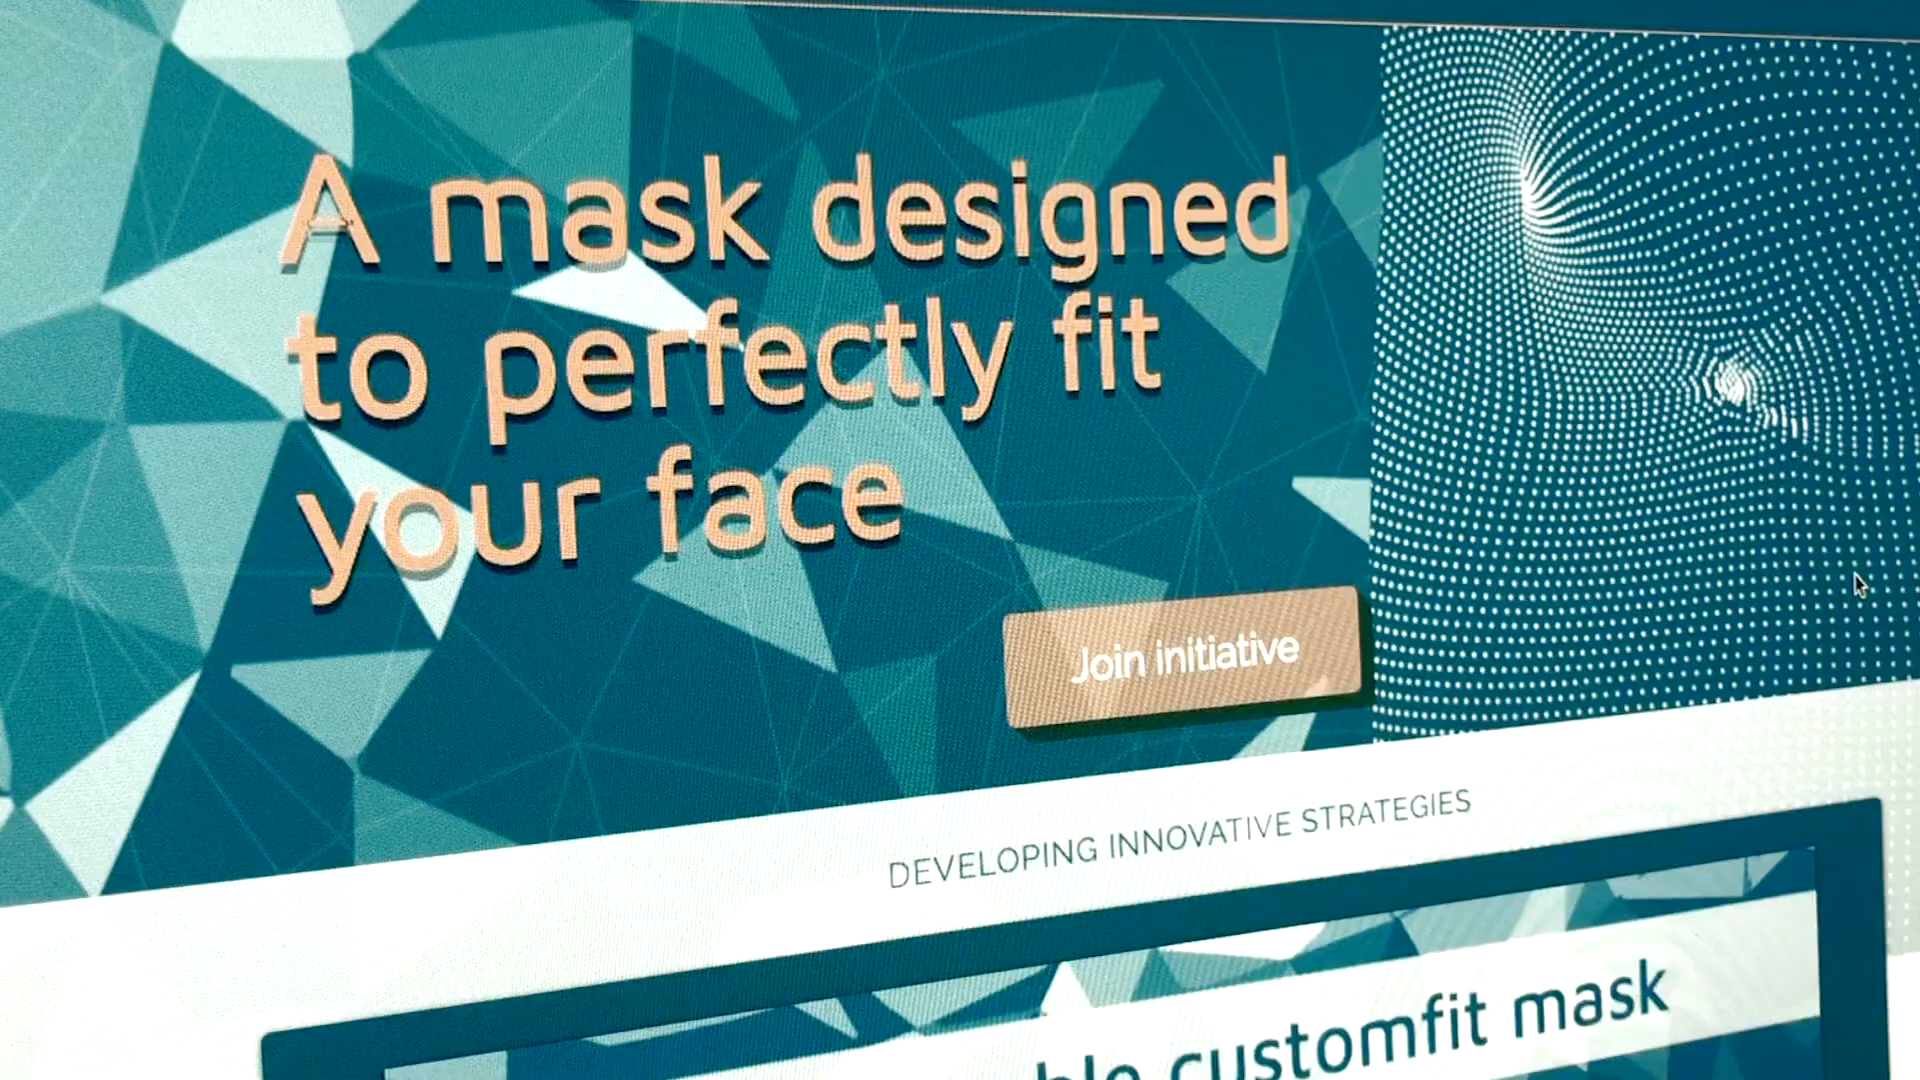 A mask designed
to perfectly fit
your face
Join initiative
DEVELOPING INNOVATIVE STRATEGIES
customfit mask